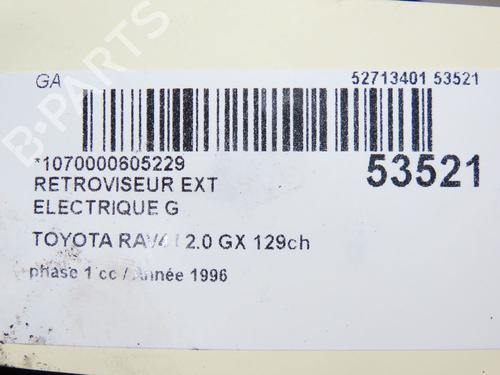 GA 52713401 53521
*1070000605229 53521
RETROVISEUR EXT
ELECTRIQUE G
TOYOTA RAV4 I 2.0 GX 129ch
phase 1 cc / Année 1996
B-PARTS